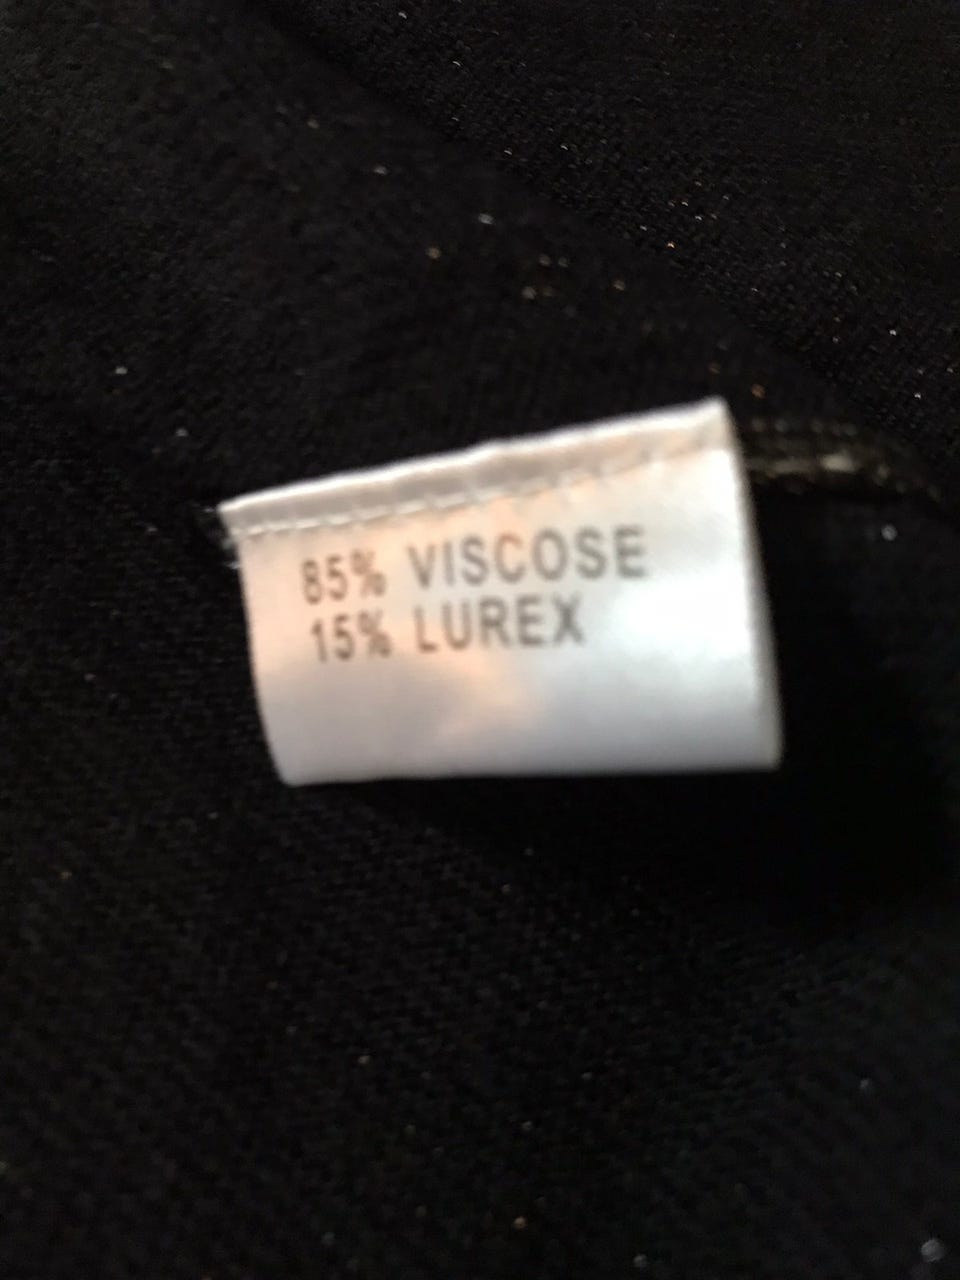 85% VISCOSE
15% LUREX